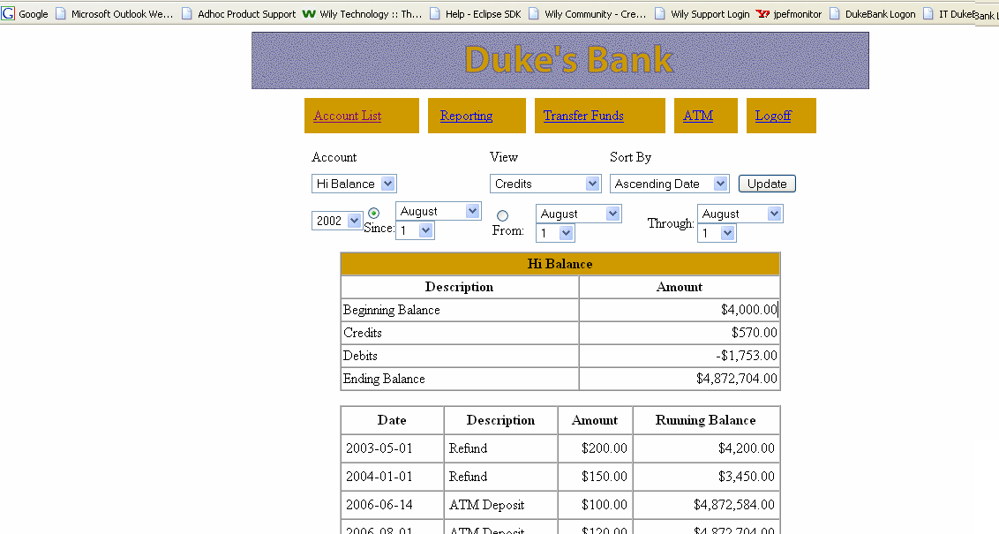 Google Microsoft Outlook We... Adhoc Product Support Wily Technology :: Th... Help - Eclipse SDK Wily Community - Cre... Wily Support Login jpefmonitor DukeBank Logon IT DukeB
Duke's Bank
Account List Reporting Transfer Funds ATM Logoff
Account View Sort By
Hi Balance Credits Ascending Date Update
2002 Since: August 1 From: August 1 Through: August 1
Hi Balance
Description Amount
Beginning Balance $4,000.00
Credits $570.00
Debits -$1,753.00
Ending Balance $4,872,704.00
Date Description Amount Running Balance
2003-05-01 Refund $200.00 $4,200.00
2004-01-01 Refund $150.00 $3,450.00
2006-06-14 ATM Deposit $100.00 $4,872,584.00
2006-08-01 ATM Deposit $120.00 $4,872,704.00